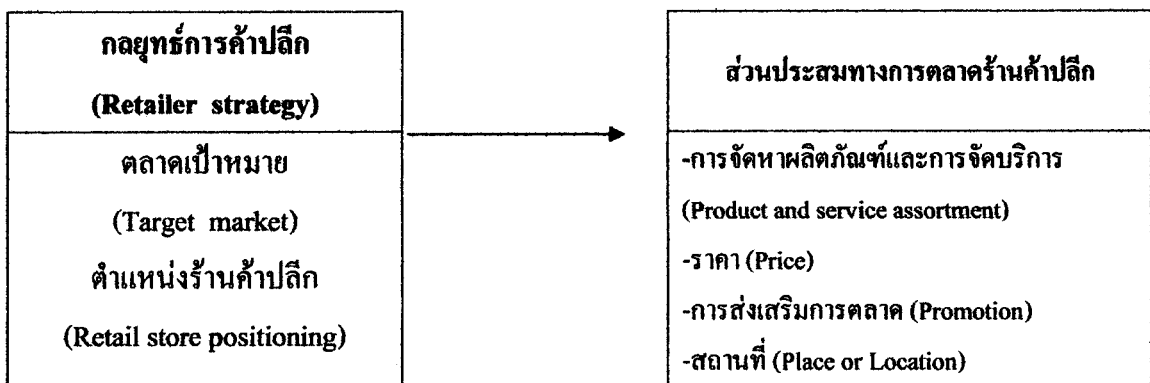 กลยุทธ์การค้าปลีก
(Retailer strategy)
ตลาดเป้าหมาย
(Target market)
ตำแหน่งร้านค้าปลีก
(Retail store positioning)
ส่วนประสมทางการตลาดร้านค้าปลีก
-การจัดหาผลิตภัณฑ์และการจัดบริการ
(Product and service assortment)
-ราคา (Price)
-การส่งเสริมการตลาด (Promotion)
-สถานที่ (Place or Location)